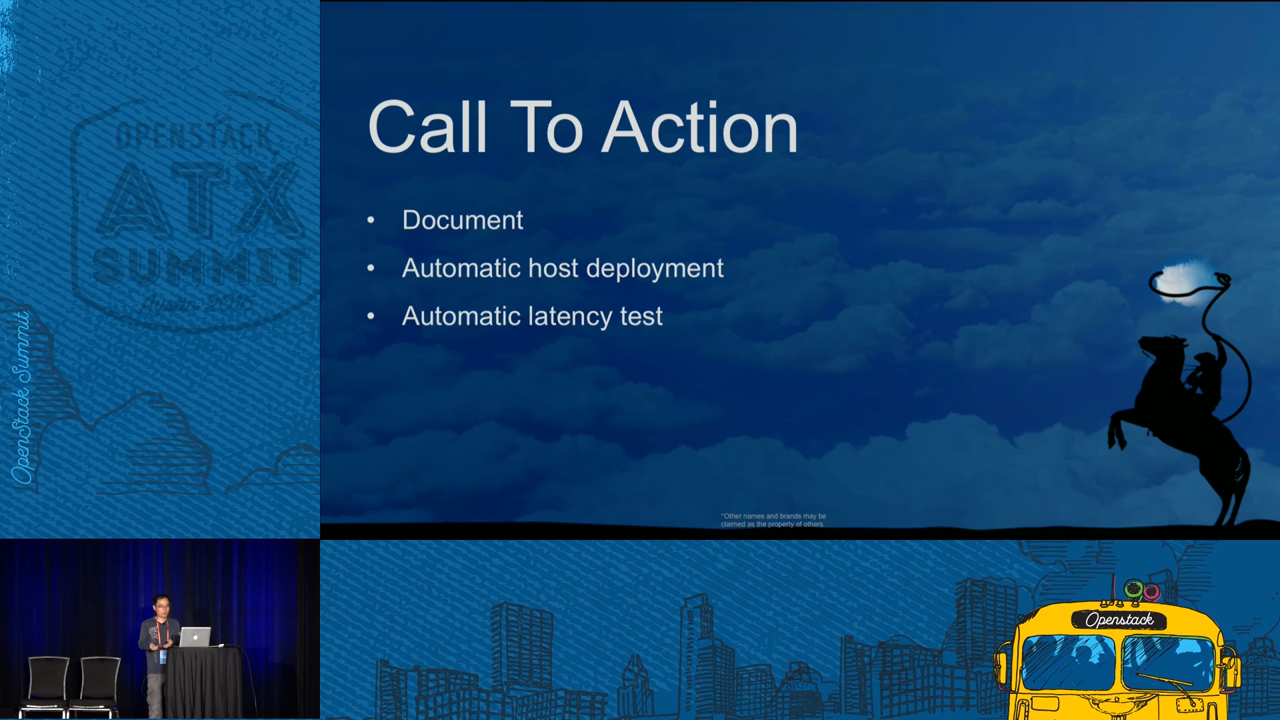 OPENSTACK
ATX
SUMMIT
Austin 2016
OpenStack Summit
Call To Action
• Document
• Automatic host deployment
• Automatic latency test
*Other names and brands may be
claimed as the property of others.
Openstack